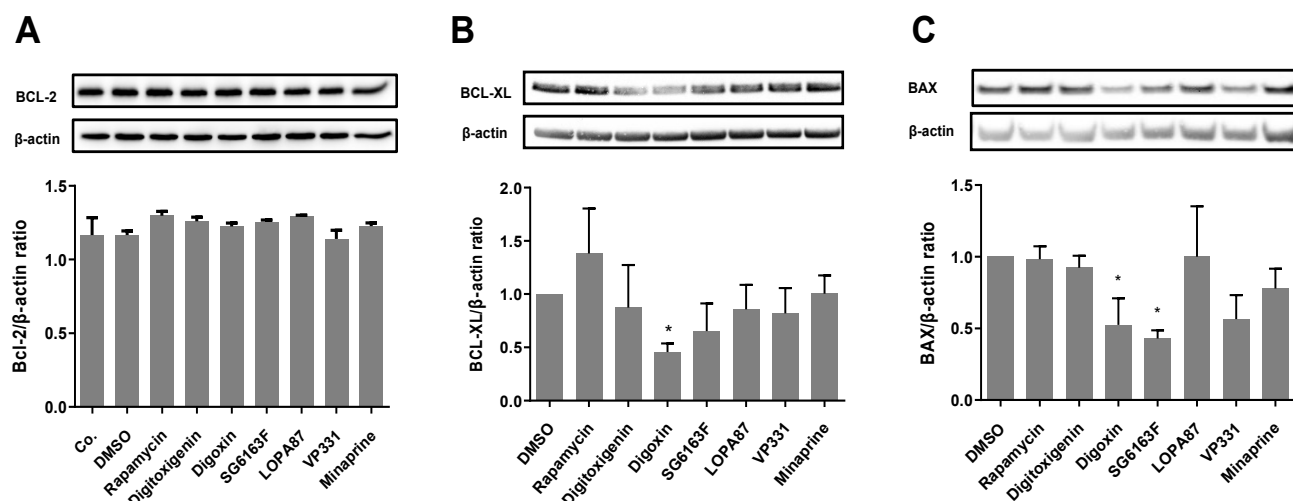 A
BCL-2
β-actin
Bcl-2/β-actin ratio
1.5
1.0
0.5
0.0
Co.
DMSO
Rapamycin
Digitoxigenin
Digoxin
SG6163F
LOPA87
VP331
Minaprine
B
BCL-XL
β-actin
BCL-XL/β-actin ratio
2.0
1.5
1.0
0.5
0.0
*
DMSO
Rapamycin
Digitoxigenin
Digoxin
SG6163F
LOPA87
VP331
Minaprine
C
BAX
β-actin
BAX/β-actin ratio
1.5
1.0
0.5
0.0
*
*
DMSO
Rapamycin
Digitoxigenin
Digoxin
SG6163F
LOPA87
VP331
Minaprine